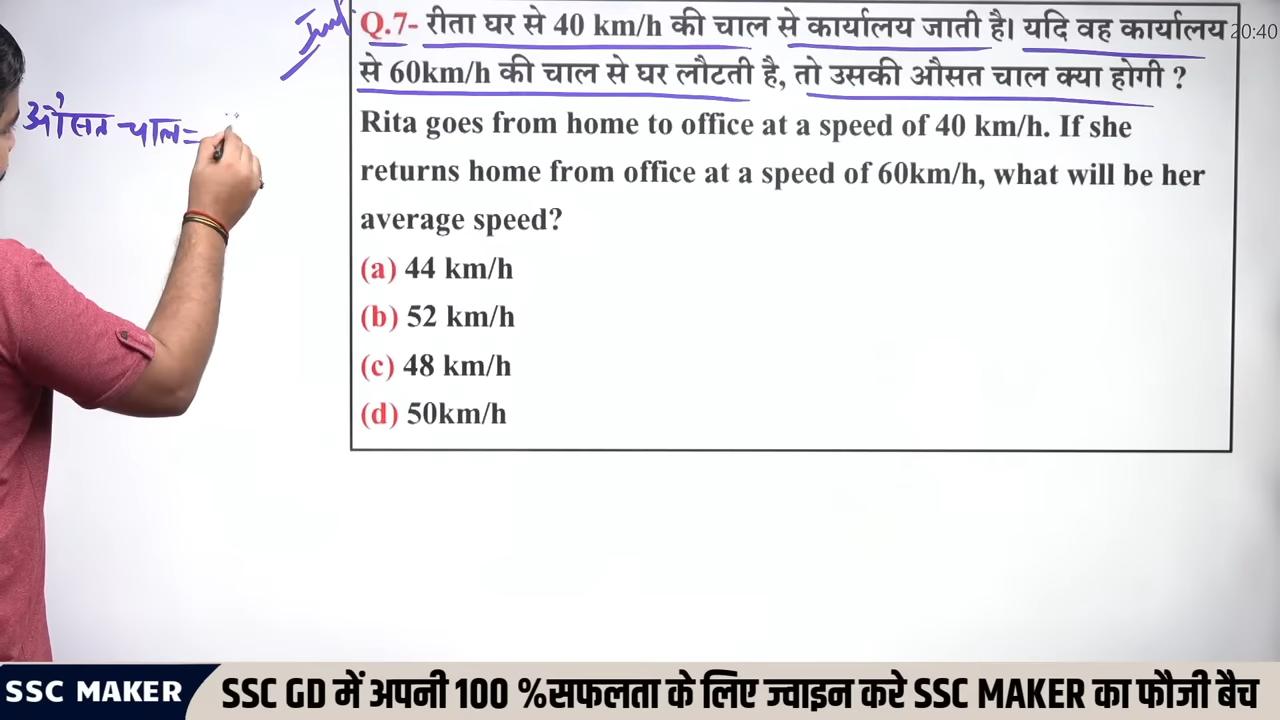 Q.7- रीता घर से 40 km/h की चाल से कार्यालय जाती है। यदि वह कार्यालय
20:40
से 60km/h की चाल से घर लौटती है, तो उसकी औसत चाल क्या होगी ?
औसत चाल=
Rita goes from home to office at a speed of 40 km/h. If she
returns home from office at a speed of 60km/h, what will be her
average speed?
(a) 44 km/h
(b) 52 km/h
(c) 48 km/h
(d) 50km/h
SSC MAKER
SSC GD में अपनी 100 %सफलता के लिए ज्वाइन करे SSC MAKER का फौजी बैच